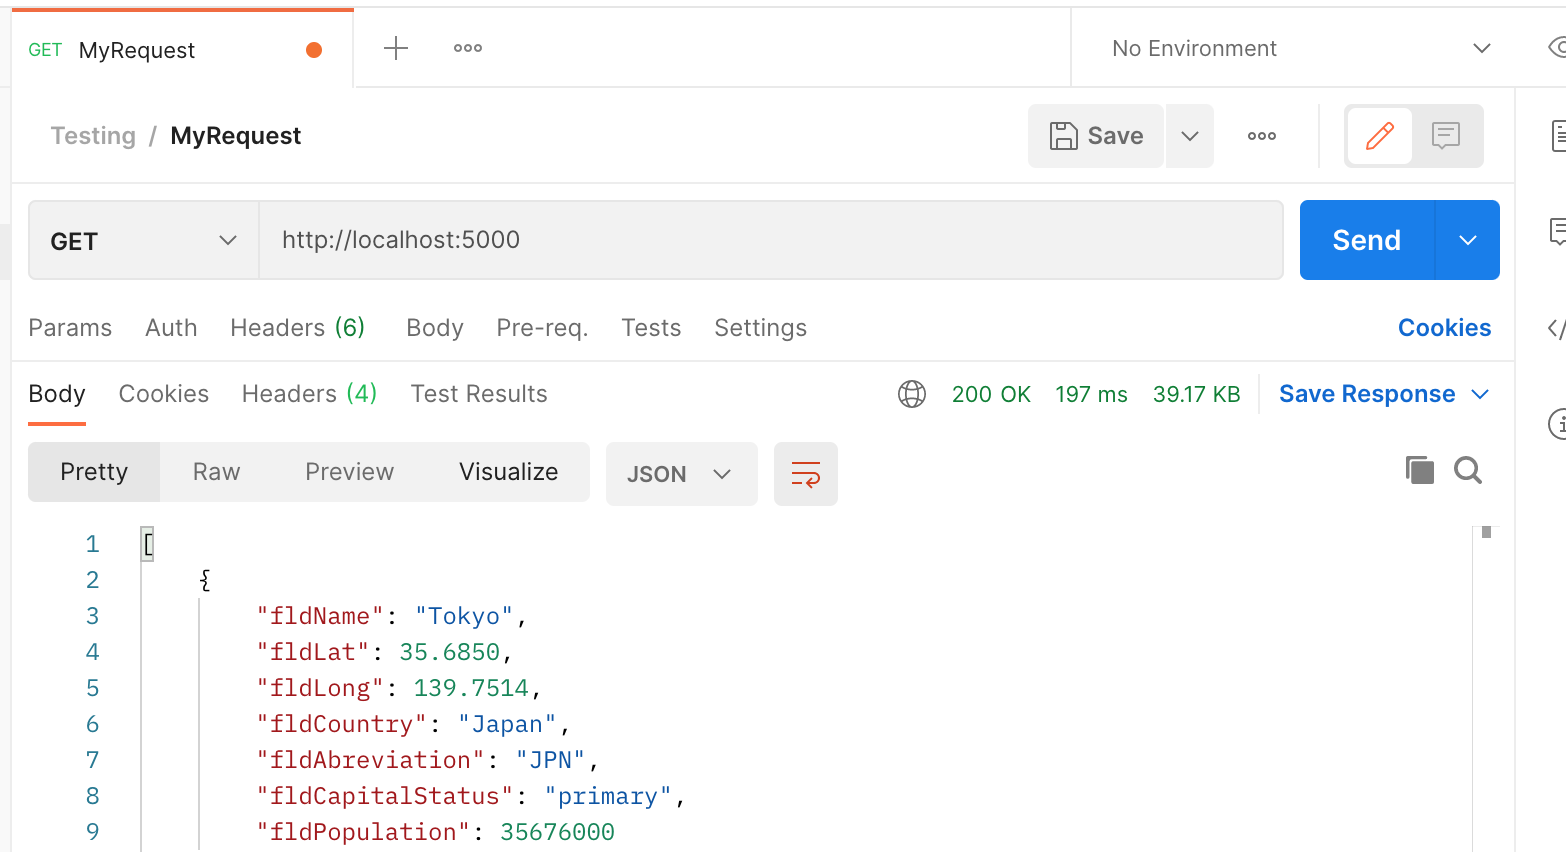 GET MyRequest
No Environment
Testing / MyRequest
Save
GET
http://localhost:5000
Send
Params Auth Headers (6) Body Pre-req. Tests Settings Cookies
Body Cookies Headers (4) Test Results 200 OK 197 ms 39.17 KB Save Response
Pretty Raw Preview Visualize JSON
1 [
2 {
3 "fldName": "Tokyo",
4 "fldLat": 35.6850,
5 "fldLong": 139.7514,
6 "fldCountry": "Japan",
7 "fldAbreviation": "JPN",
8 "fldCapitalStatus": "primary",
9 "fldPopulation": 35676000